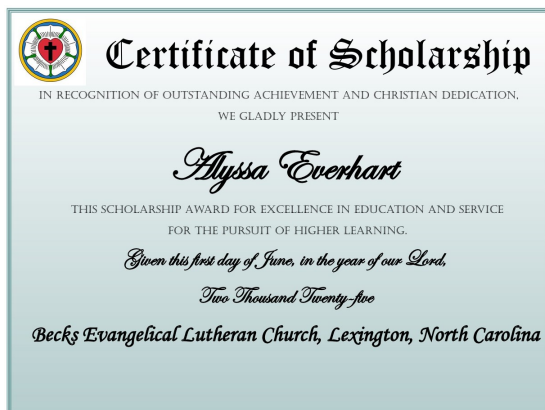 Certificate of Scholarship
IN RECOGNITION OF OUTSTANDING ACHIEVEMENT AND CHRISTIAN DEDICATION,
WE GLADLY PRESENT
Alyssa Everhart
THIS SCHOLARSHIP AWARD FOR EXCELLENCE IN EDUCATION AND SERVICE
FOR THE PURSUIT OF HIGHER LEARNING.
Given this first day of June, in the year of our Lord,
Two Thousand Twenty-five
Becks Evangelical Lutheran Church, Lexington, North Carolina